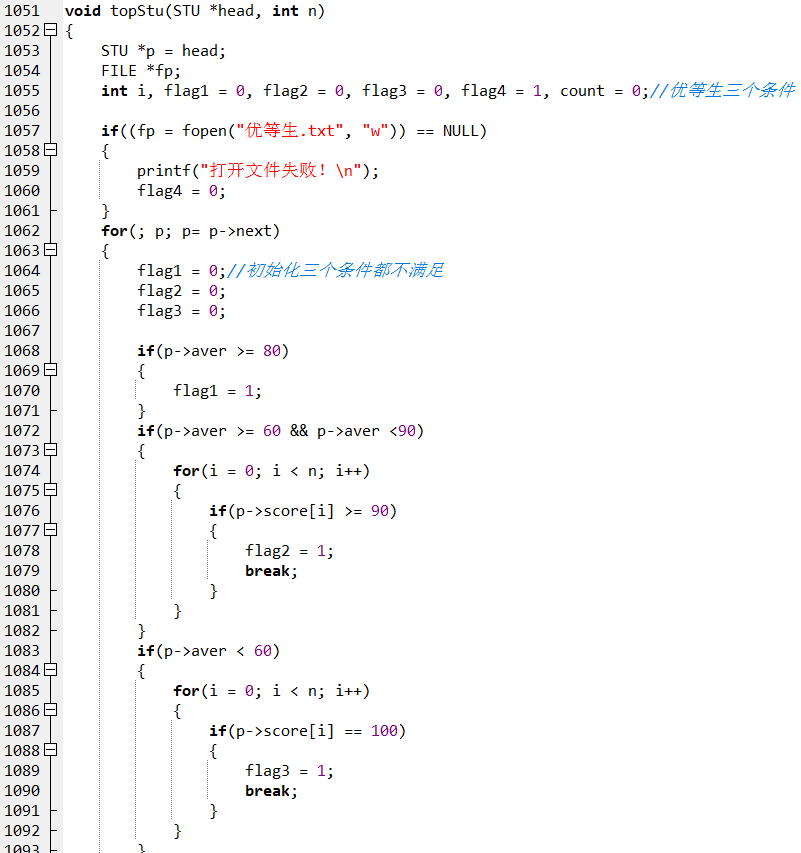 1051 void topStu(STU *head, int n)
1052 {
1053     STU *p = head;
1054     FILE *fp;
1055     int i, flag1 = 0, flag2 = 0, flag3 = 0, flag4 = 1, count = 0;//优等生三个条件
1056
1057     if((fp = fopen("优等生.txt", "w")) == NULL)
1058     {
1059         printf("打开文件失败！\n");
1060         flag4 = 0;
1061     }
1062     for(; p; p= p->next)
1063     {
1064         flag1 = 0;//初始化三个条件都不满足
1065         flag2 = 0;
1066         flag3 = 0;
1067
1068         if(p->aver >= 80)
1069         {
1070             flag1 = 1;
1071         }
1072         if(p->aver >= 60 && p->aver <90)
1073         {
1074             for(i = 0; i < n; i++)
1075             {
1076                 if(p->score[i] >= 90)
1077                 {
1078                     flag2 = 1;
1079                     break;
1080                 }
1081             }
1082         }
1083         if(p->aver < 60)
1084         {
1085             for(i = 0; i < n; i++)
1086             {
1087                 if(p->score[i] == 100)
1088                 {
1089                     flag3 = 1;
1090                     break;
1091                 }
1092             }
1093         }